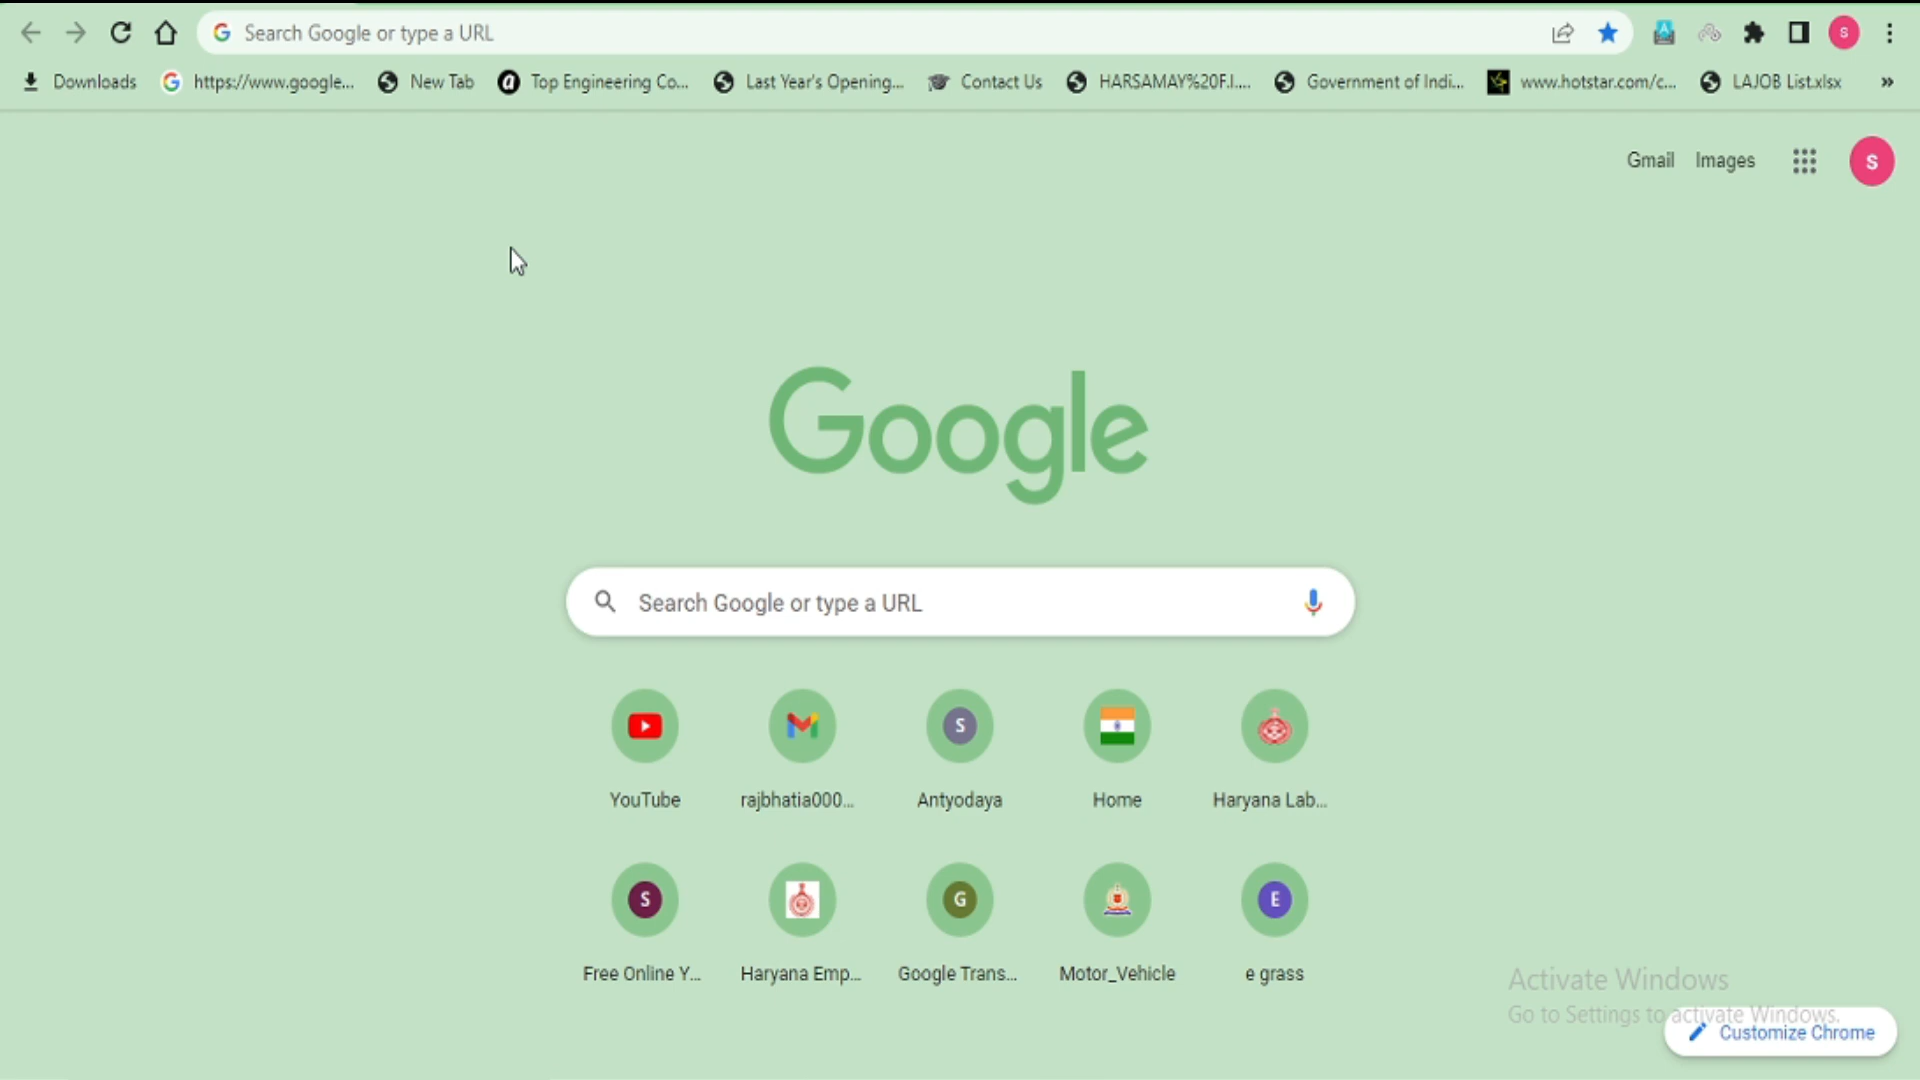 Search Google or type a URL
S
Downloads
https://www.google...
New Tab
Top Engineering Co...
Last Year's Opening...
Contact Us
HARSAMAY%20F.I....
Government of Indi...
www.hotstar.com/c...
LAJOB List.xlsx
»
Gmail
Images
S
Google
Search Google or type a URL
S
YouTube
rajbhatia000...
Antyodaya
Home
Haryana Lab...
S
G
E
Free Online Y...
Haryana Emp...
Google Trans...
Motor_Vehicle
e grass
Activate Windows
Go to Settings to activate Windows.
Customize Chrome